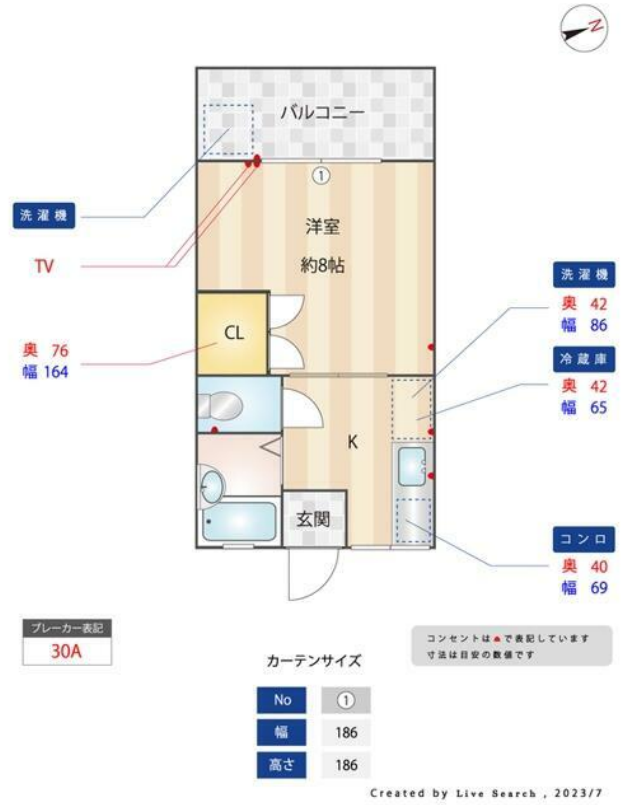 N
バルコニー
①
洗濯機
洋室
TV
約8帖
洗濯機
奥 42
幅 86
CL
奥 76
幅 164
冷蔵庫
奥 42
幅 65
K
玄関
コンロ
奥 40
幅 69
ブレーカー表記
30A
コンセントは●で表記しています
寸法は目安の数値です
カーテンサイズ
No ①
幅 186
高さ 186
Created by Live Search , 2023/7